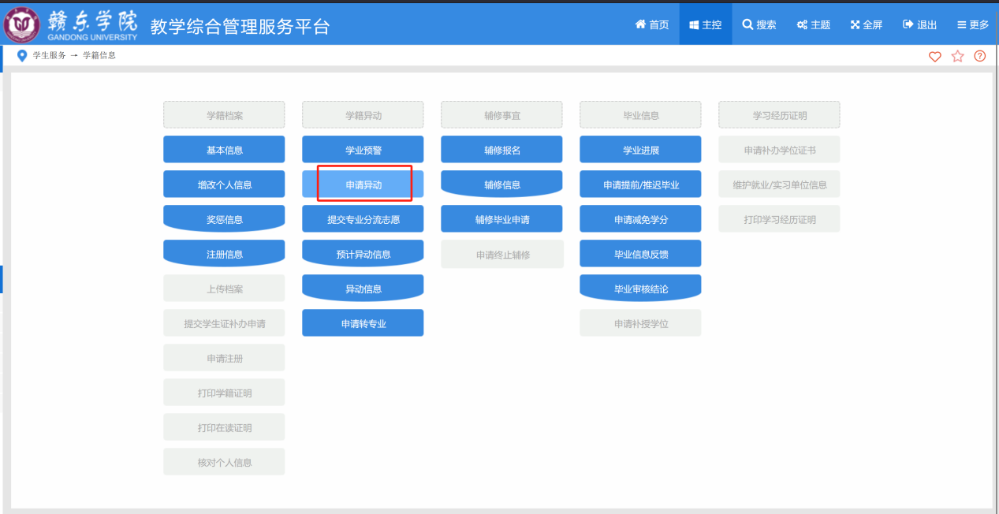 赣东学院
GANDONG UNIVERSITY
教学综合管理服务平台
首页 主控 搜索 主题 全屏 退出 更多
学生服务 → 学籍信息
学籍档案 学籍异动 辅修事宜 毕业信息 学习经历证明
基本信息 学业预警 辅修报名 学业进展 申请补办学位证书
增改个人信息 申请异动 辅修信息 申请提前/推迟毕业 维护就业/实习单位信息
奖惩信息 提交专业分流志愿 辅修毕业申请 申请减免学分 打印学习经历证明
注册信息 预计异动信息 申请终止辅修 毕业信息反馈
上传档案 异动信息 毕业审核结论
提交学生证补办申请 申请转专业 申请补授学位
申请注册
打印学籍证明
打印在读证明
核对个人信息